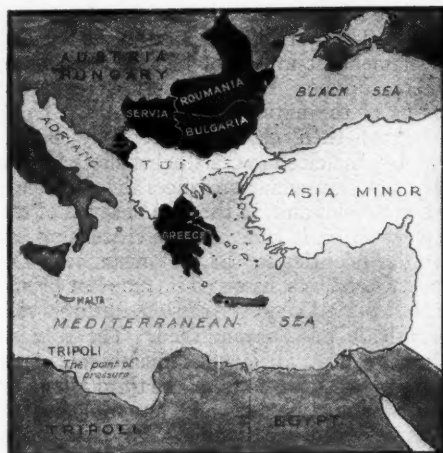 AUSTRIA
HUNGARY
ROUMANIA
SERVIA
BULGARIA
BLACK SEA
ADRIATIC
TURKEY
ASIA MINOR
GREECE
MALTA
MEDITERRANEAN SEA
TRIPOLI
The point of
pressure
TRIPOLI
EGYPT